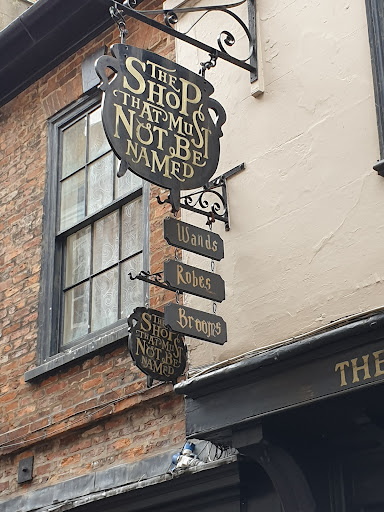 THE
SHOP
THAT MUST
NOT BE
NAMED
Wands
Robes
Brooms
THE
SHOP
THAT MUST
NOT BE
NAMED
THE